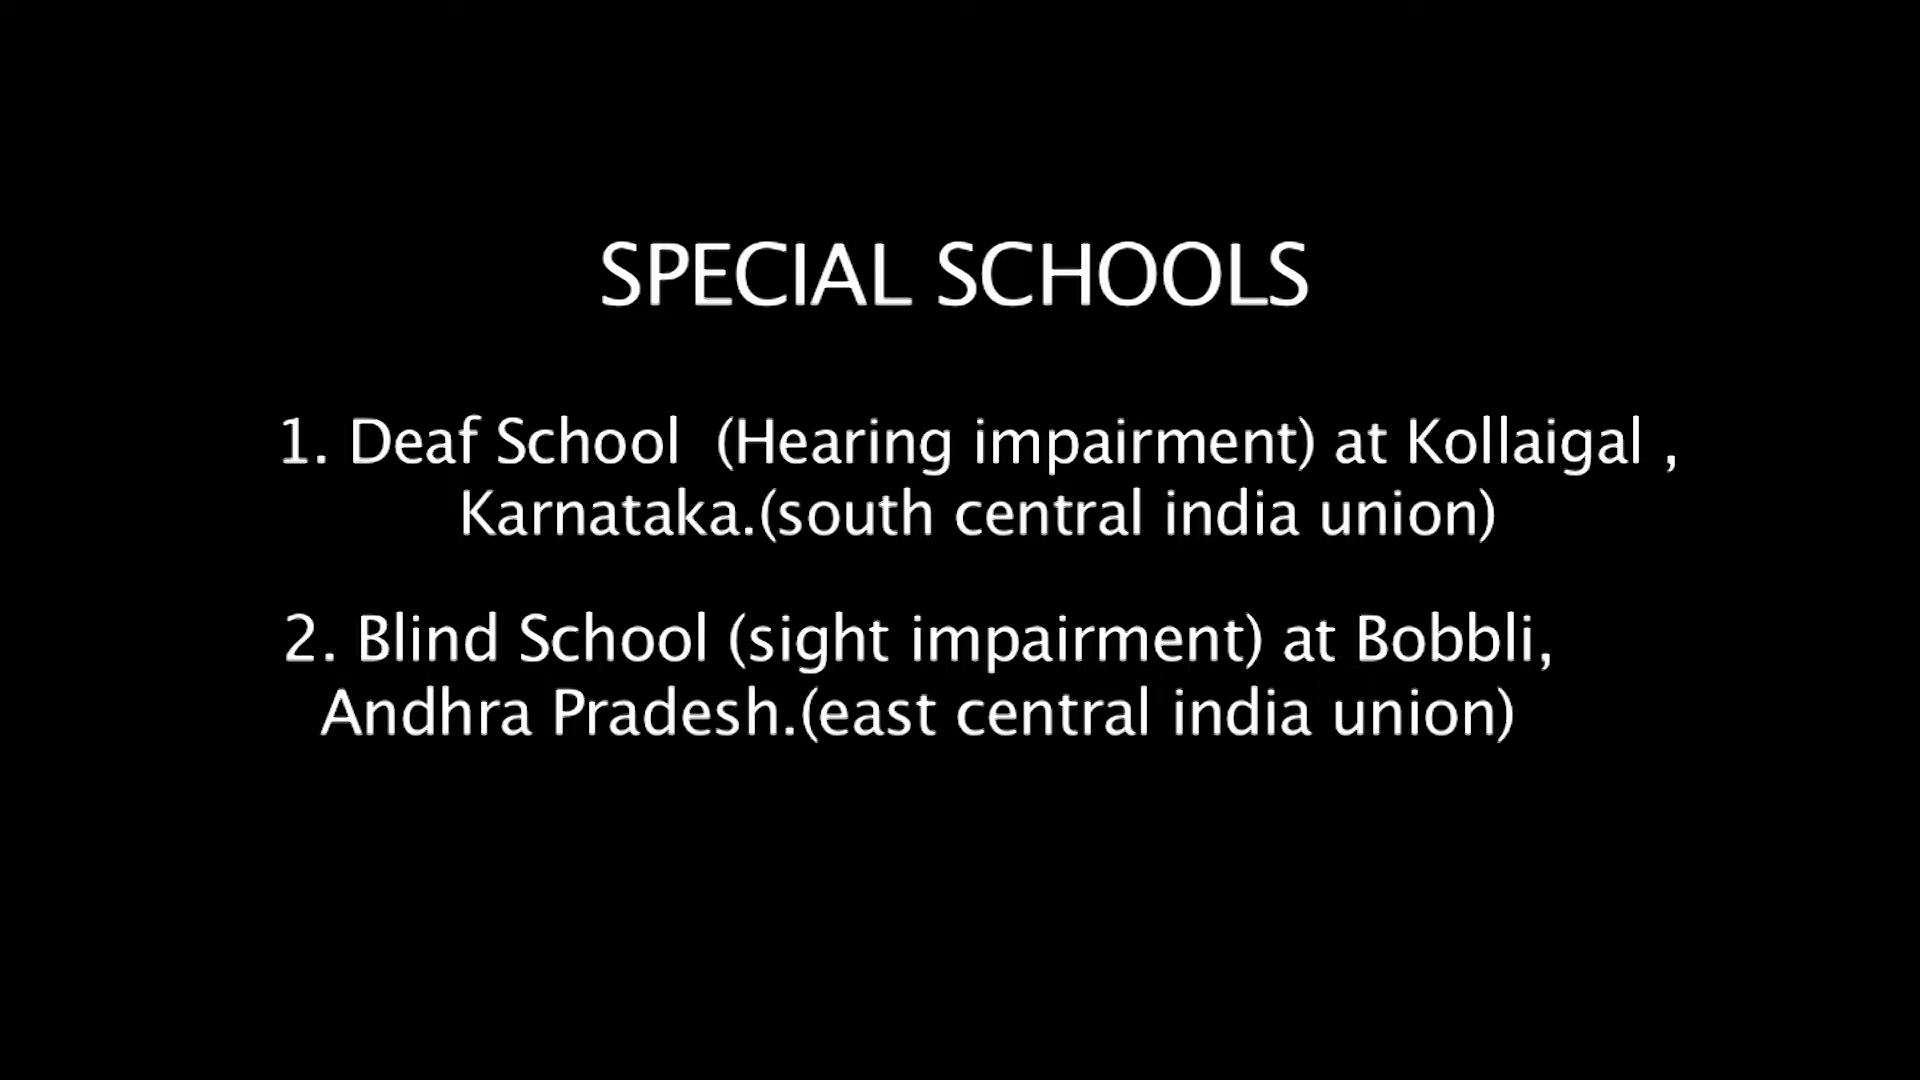 SPECIAL SCHOOLS
1. Deaf School (Hearing impairment) at Kollaigal ,
Karnataka.(south central india union)
2. Blind School (sight impairment) at Bobbli,
Andhra Pradesh.(east central india union)